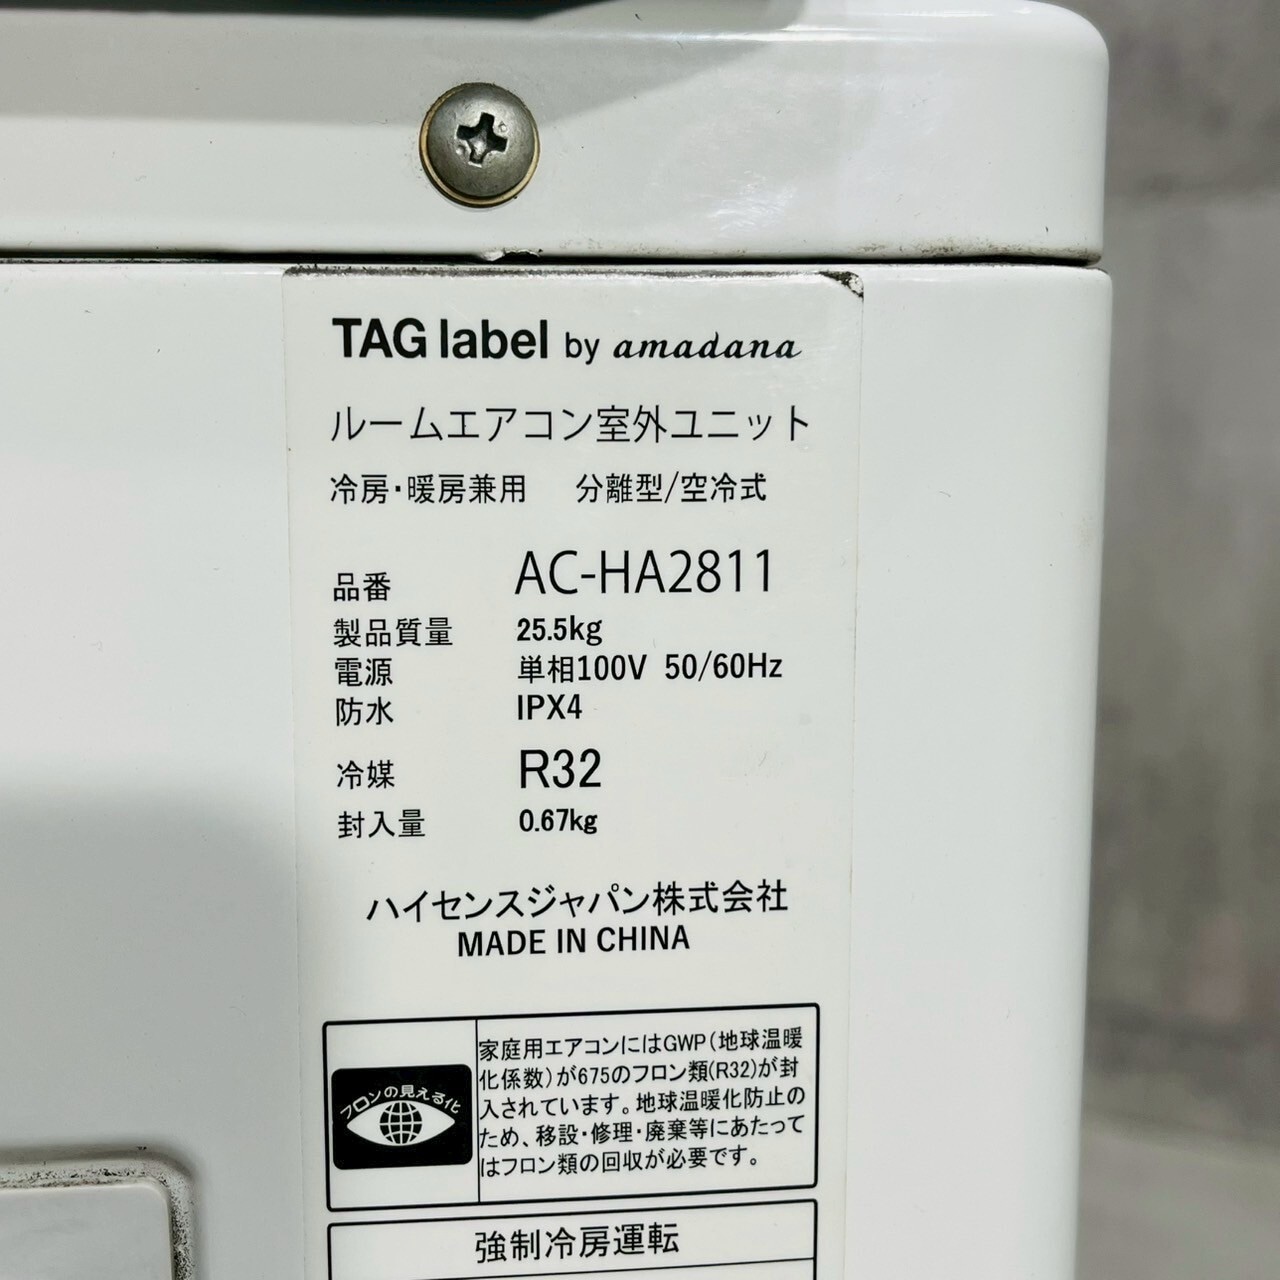 TAG label by amadana
ルームエアコン室外ユニット
冷房・暖房兼用 分離型/空冷式
品番 AC-HA2811
製品質量 25.5kg
電源 単相100V 50/60Hz
防水 IPX4
冷媒 R32
封入量 0.67kg
ハイセンスジャパン株式会社
MADE IN CHINA
フロンの見える化
家庭用エアコンにはGWP(地球温暖
化係数)が675のフロン類(R32)が封
入されています。地球温暖化防止の
ため、移設・修理・廃棄等にあたって
はフロン類の回収が必要です。
強制冷房運転